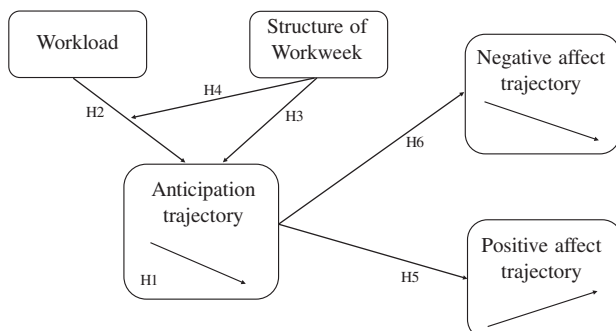 Workload
Structure of
Workweek
H4
H2
H3
Negative affect
trajectory
H6
Anticipation
trajectory
H1
H5
Positive affect
trajectory